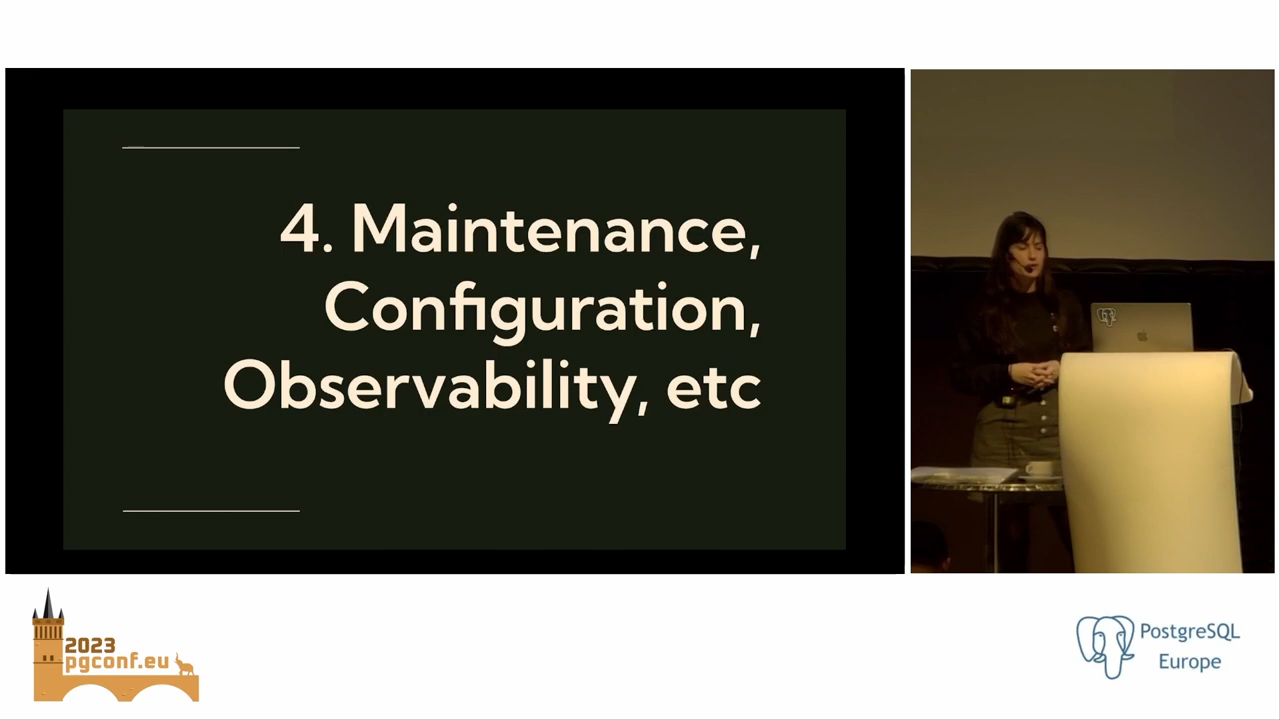 4. Maintenance,
Configuration,
Observability, etc
2023
pgconf.eu
PostgreSQL
Europe